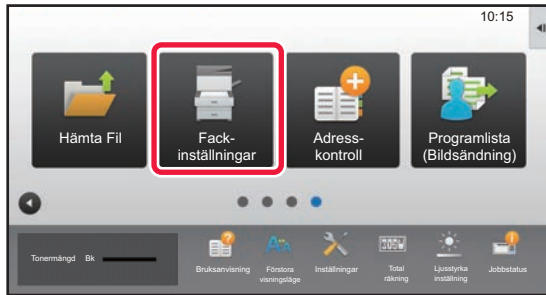 10:15
Hämta Fil
Fack-
inställningar
Adress-
kontroll
Programlista
(Bildsändning)
Tonermängd Bk
Bruksanvisning
Förstora
visningsläge
Inställningar
Total
räkning
Ljusstyrka
inställning
Jobbstatus